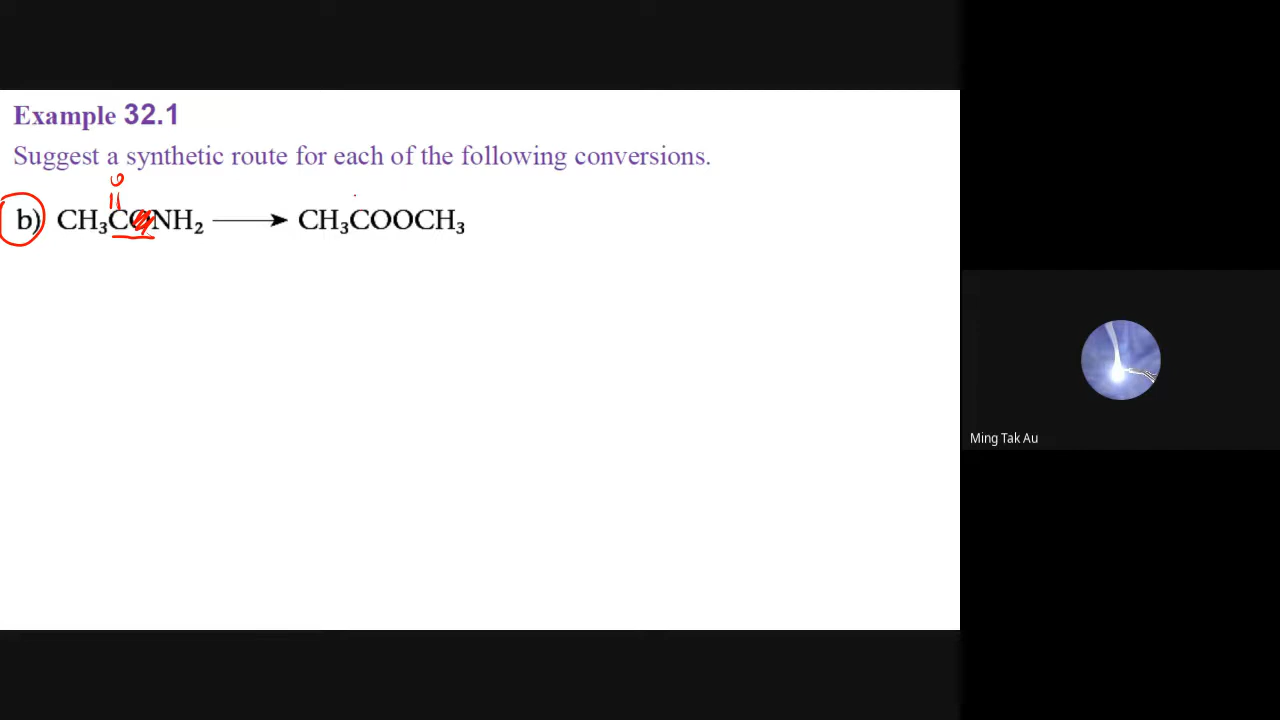 Example 32.1
Suggest a synthetic route for each of the following conversions.
O
b) CH₃CONH₂ ⟶ CH₃COOCH₃
Ming Tak Au